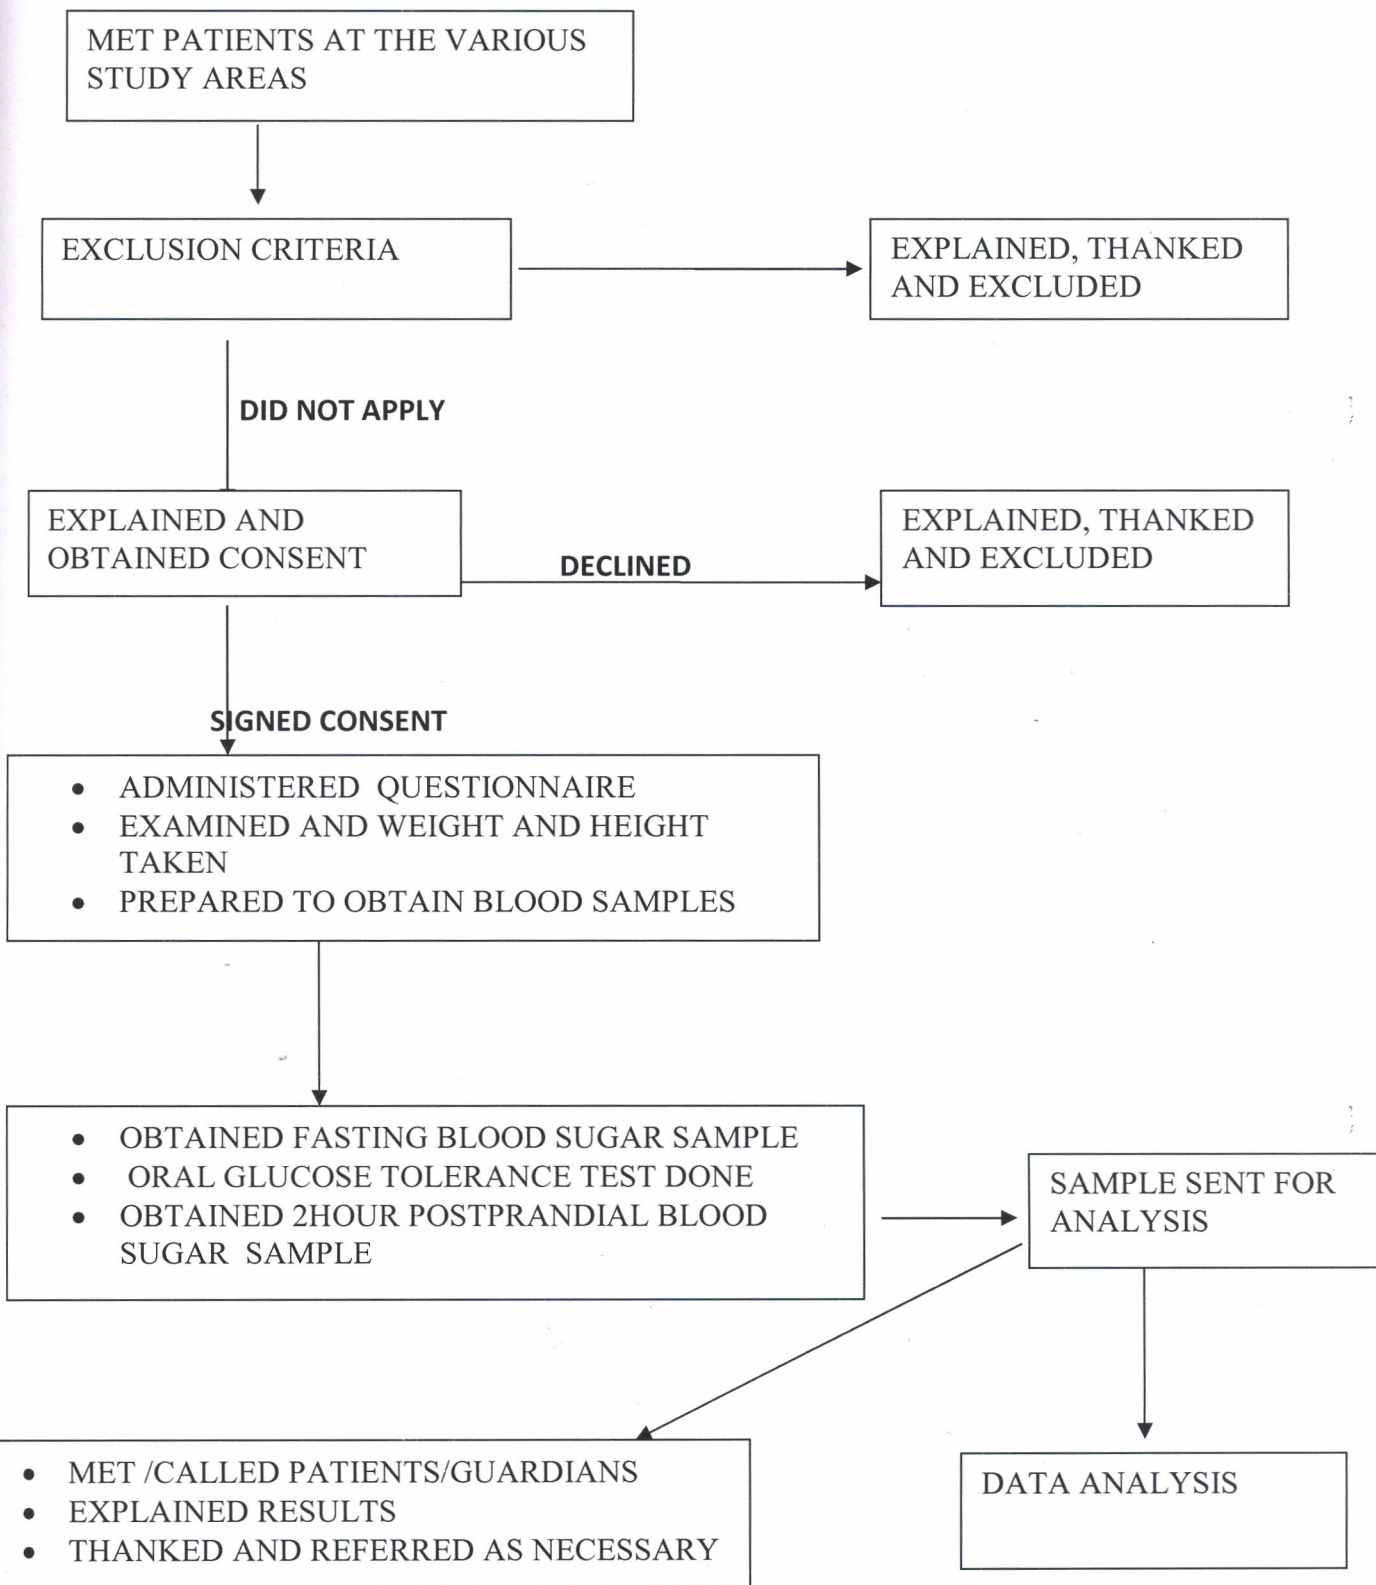 MET PATIENTS AT THE VARIOUS
STUDY AREAS
EXCLUSION CRITERIA
EXPLAINED, THANKED
AND EXCLUDED
DID NOT APPLY
EXPLAINED AND
OBTAINED CONSENT
DECLINED
EXPLAINED, THANKED
AND EXCLUDED
SIGNED CONSENT
• ADMINISTERED QUESTIONNAIRE
• EXAMINED AND WEIGHT AND HEIGHT
TAKEN
• PREPARED TO OBTAIN BLOOD SAMPLES
• OBTAINED FASTING BLOOD SUGAR SAMPLE
• ORAL GLUCOSE TOLERANCE TEST DONE
• OBTAINED 2HOUR POSTPRANDIAL BLOOD
SUGAR SAMPLE
SAMPLE SENT FOR
ANALYSIS
• MET /CALLED PATIENTS/GUARDIANS
• EXPLAINED RESULTS
• THANKED AND REFERRED AS NECESSARY
DATA ANALYSIS